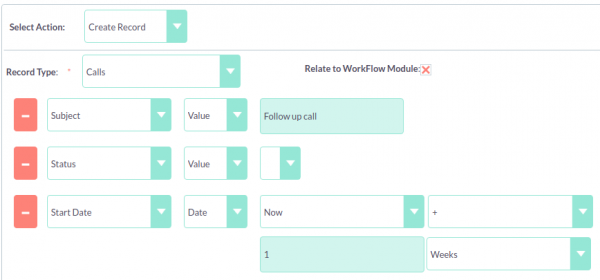 Select Action: Create Record
Record Type: * Calls Relate to WorkFlow Module:
Subject Value Follow up call
Status Value
Start Date Date Now +
1 Weeks